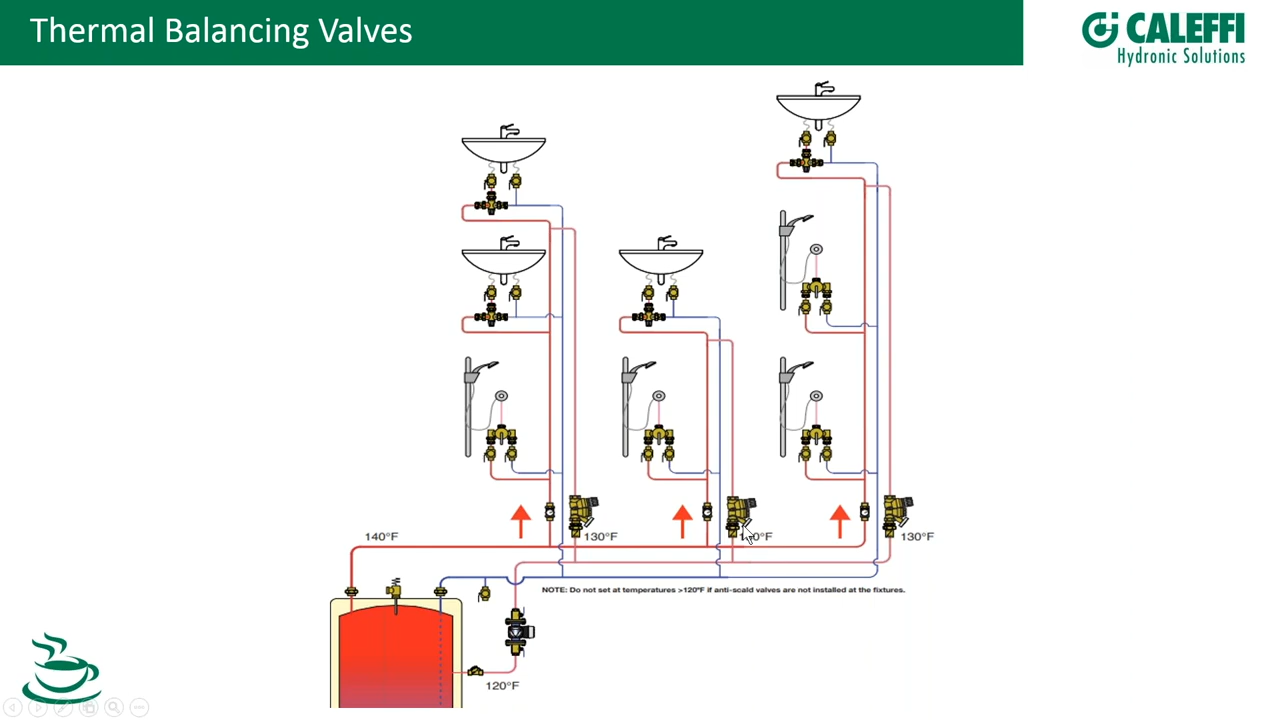 Thermal Balancing Valves
CALEFFI
Hydronic Solutions
140°F
130°F
130°F
NOTE: Do not set at temperatures >120ºF if anti-scald valves are not installed at the fixtures.
120°F